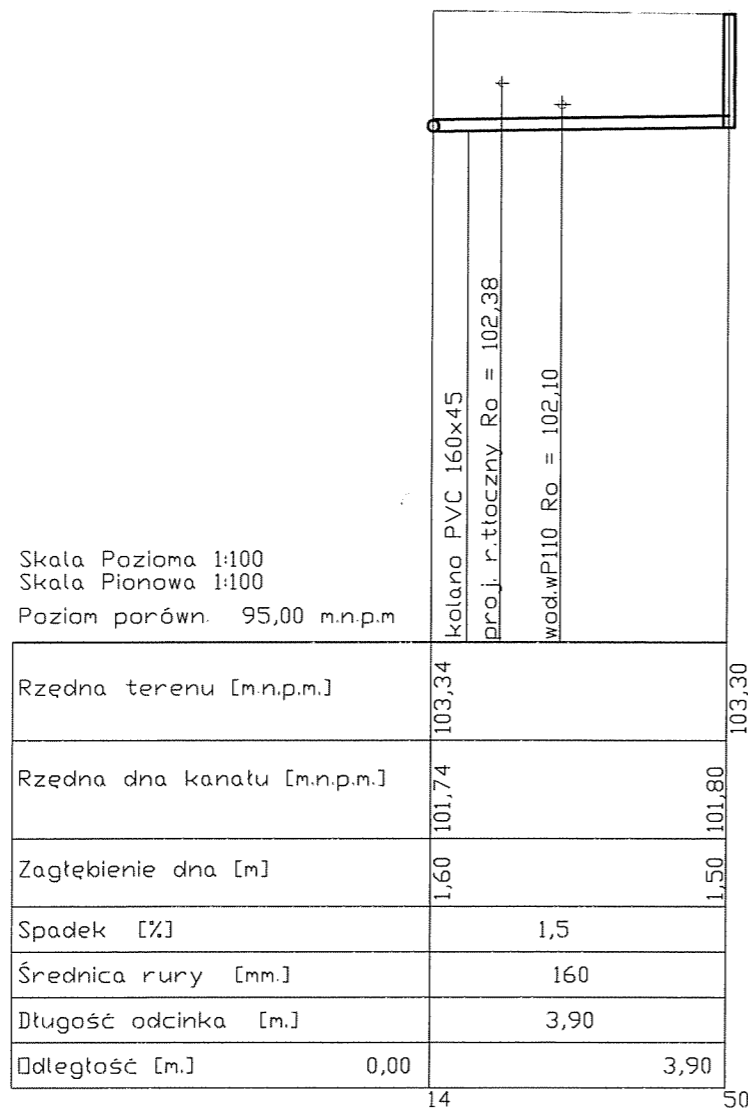 kolano PVC 160x45
proj. r.tłoczny Ro = 102,38
wod.wP110 Ro = 102,10
Skala Pozioma 1:100
Skala Pionowa 1:100
Poziom porówn. 95,00 m.n.p.m
Rzędna terenu [m.n.p.m.] 103,34 103,30
Rzędna dna kanału [m.n.p.m.] 101,74 101,80
Zagłębienie dna [m] 1,60 1,50
Spadek [%] 1,5
Średnica rury [mm.] 160
Długość odcinka [m.] 3,90
Odległość [m.] 0,00 3,90
14 50